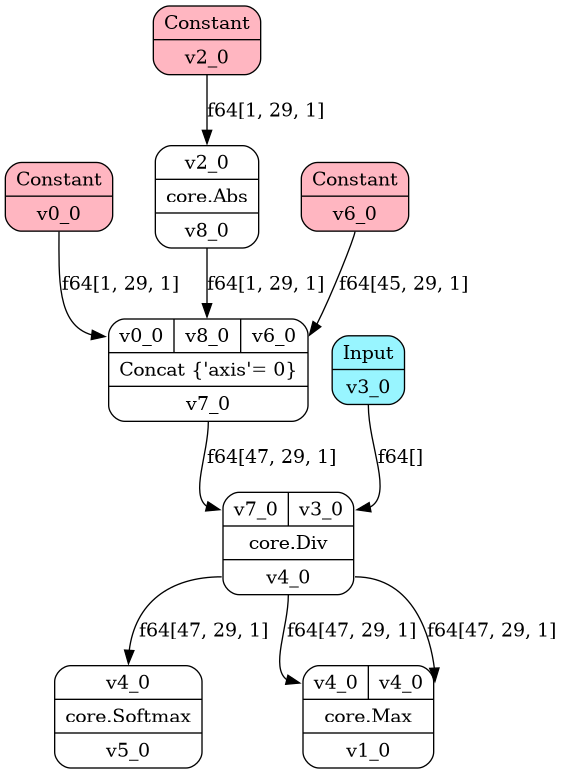 Constant
v2_0
f64[1, 29, 1]
v2_0
core.Abs
v8_0
Constant
v0_0
Constant
v6_0
f64[1, 29, 1]
f64[1, 29, 1]
f64[45, 29, 1]
v0_0 v8_0 v6_0
Concat {'axis'= 0}
v7_0
Input
v3_0
f64[47, 29, 1]
f64[]
v7_0 v3_0
core.Div
v4_0
f64[47, 29, 1]
f64[47, 29, 1]
f64[47, 29, 1]
v4_0
core.Softmax
v5_0
v4_0 v4_0
core.Max
v1_0